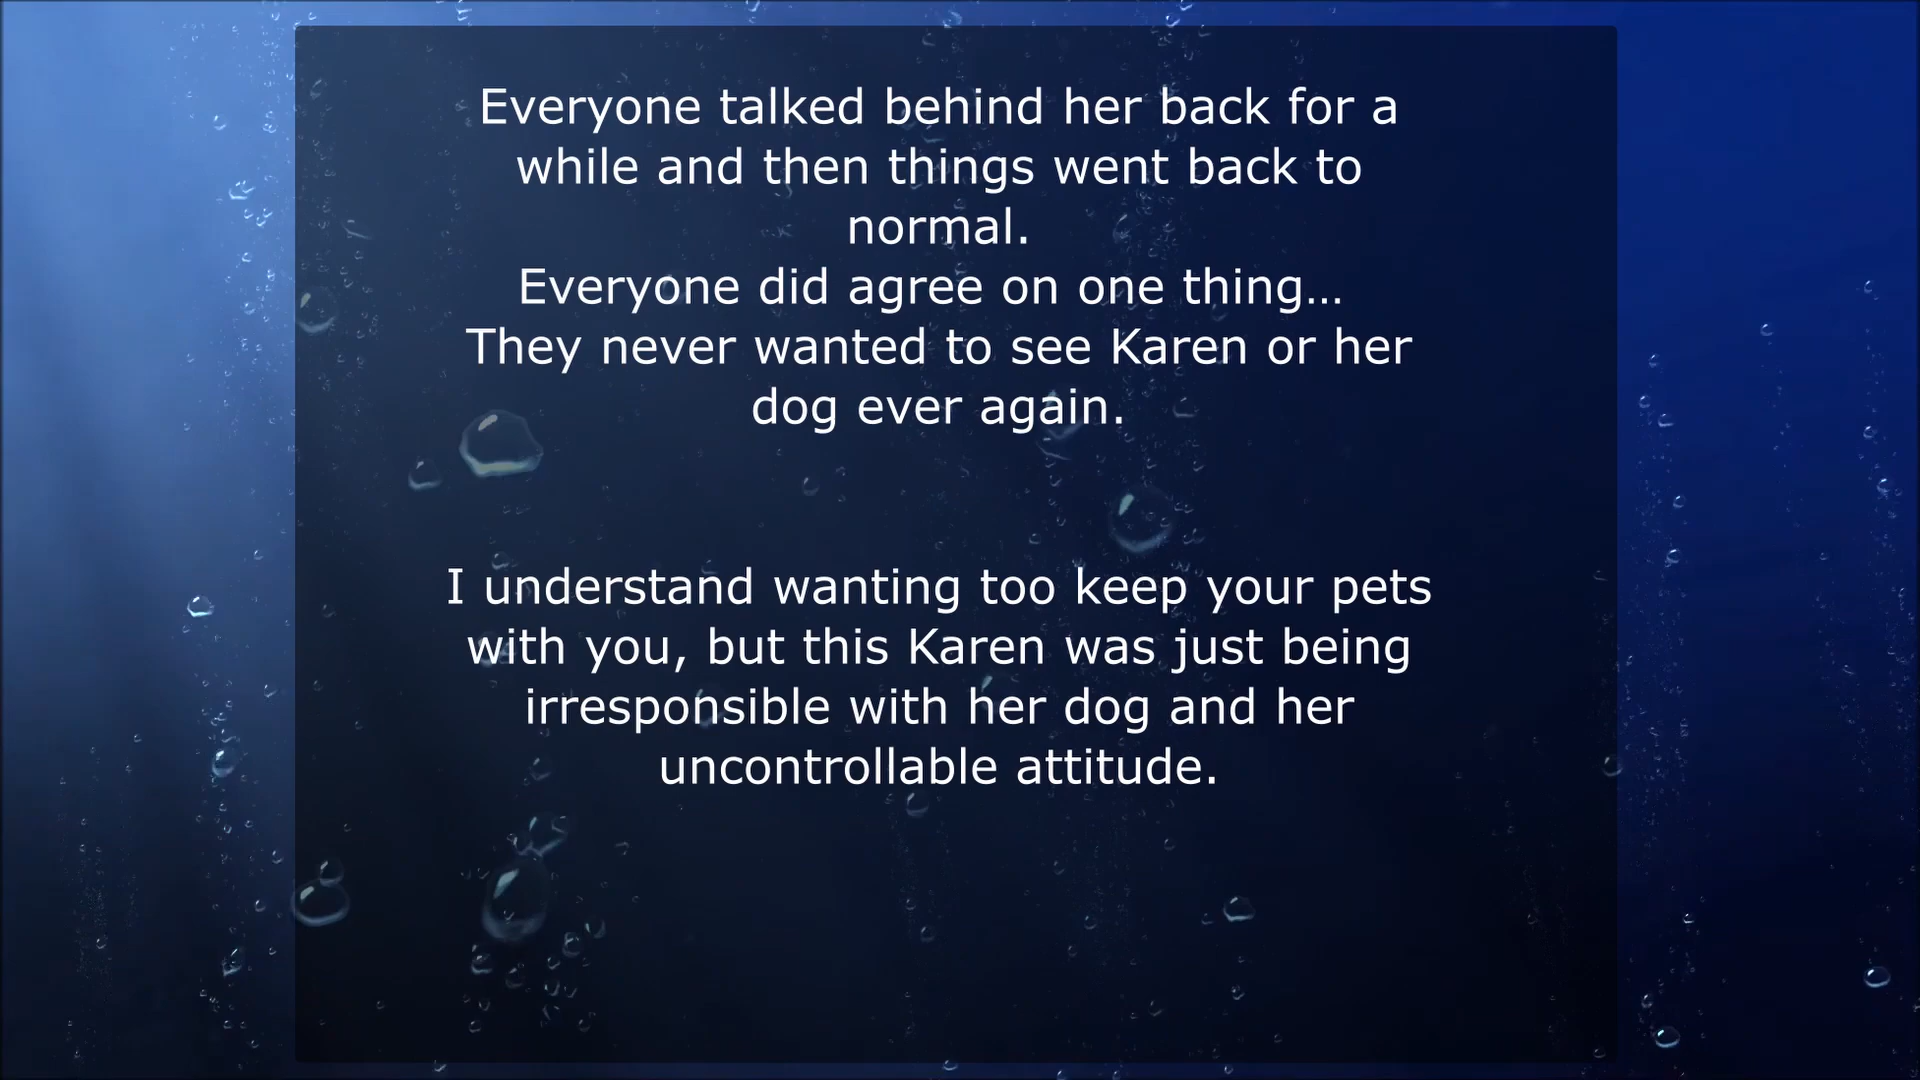 Everyone talked behind her back for a
while and then things went back to
normal.
Everyone did agree on one thing...
They never wanted to see Karen or her
dog ever again.
I understand wanting too keep your pets
with you, but this Karen was just being
irresponsible with her dog and her
uncontrollable attitude.